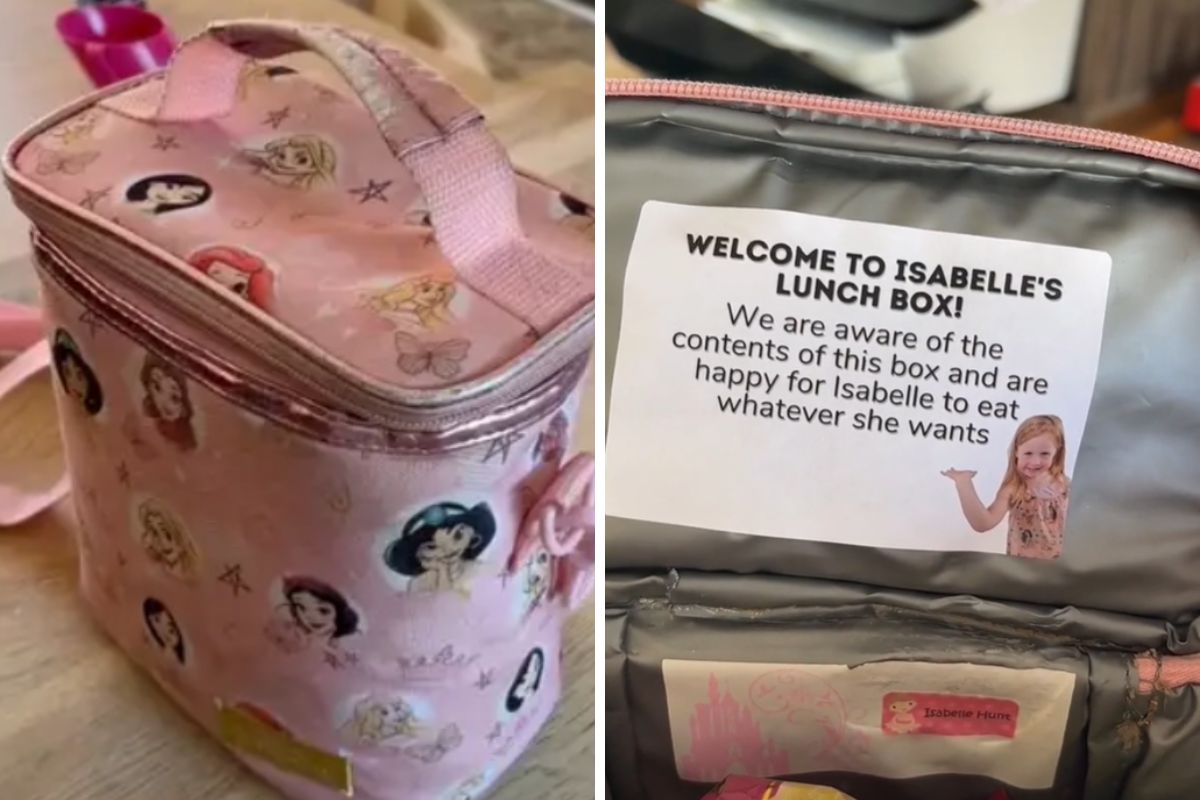 WELCOME TO ISABELLE'S
LUNCH BOX!
We are aware of the
contents of this box and are
happy for Isabelle to eat
whatever she wants
Isabelle Hunt